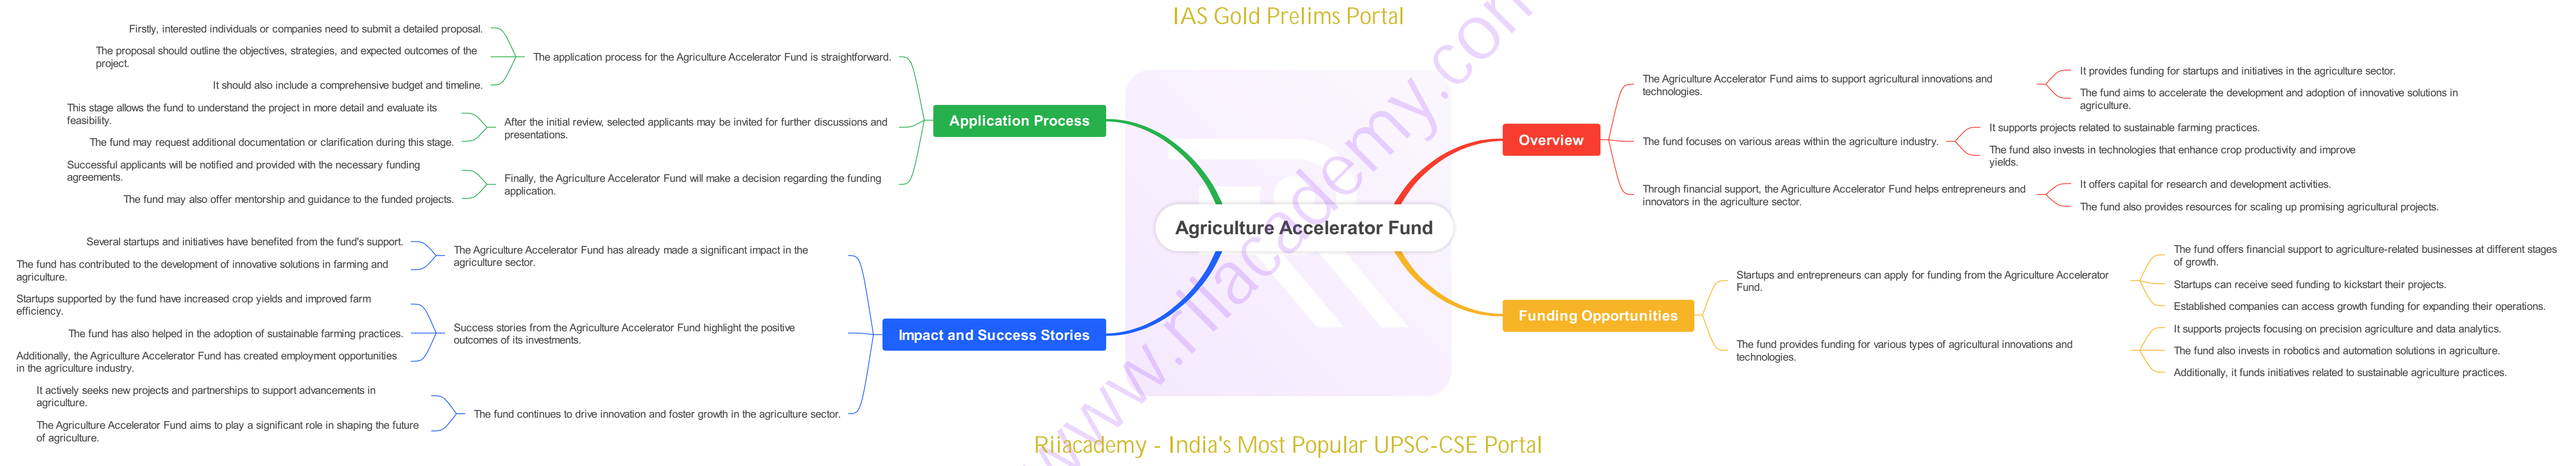 IAS Gold Prelims Portal
Agriculture Accelerator Fund
Overview
The Agriculture Accelerator Fund aims to support agricultural innovations and
technologies.
It provides funding for startups and initiatives in the agriculture sector.
The fund aims to accelerate the development and adoption of innovative solutions in
agriculture.
The fund focuses on various areas within the agriculture industry.
It supports projects related to sustainable farming practices.
The fund also invests in technologies that enhance crop productivity and improve
yields.
Through financial support, the Agriculture Accelerator Fund helps entrepreneurs and
innovators in the agriculture sector.
It offers capital for research and development activities.
The fund also provides resources for scaling up promising agricultural projects.
Funding Opportunities
Startups and entrepreneurs can apply for funding from the Agriculture Accelerator
Fund.
The fund offers financial support to agriculture-related businesses at different stages
of growth.
Startups can receive seed funding to kickstart their projects.
Established companies can access growth funding for expanding their operations.
The fund provides funding for various types of agricultural innovations and
technologies.
It supports projects focusing on precision agriculture and data analytics.
The fund also invests in robotics and automation solutions in agriculture.
Additionally, it funds initiatives related to sustainable agriculture practices.
Application Process
The application process for the Agriculture Accelerator Fund is straightforward.
Firstly, interested individuals or companies need to submit a detailed proposal.
The proposal should outline the objectives, strategies, and expected outcomes of the
project.
It should also include a comprehensive budget and timeline.
After the initial review, selected applicants may be invited for further discussions and
presentations.
This stage allows the fund to understand the project in more detail and evaluate its
feasibility.
The fund may request additional documentation or clarification during this stage.
Finally, the Agriculture Accelerator Fund will make a decision regarding the funding
application.
Successful applicants will be notified and provided with the necessary funding
agreements.
The fund may also offer mentorship and guidance to the funded projects.
Impact and Success Stories
The Agriculture Accelerator Fund has already made a significant impact in the
agriculture sector.
Several startups and initiatives have benefited from the fund's support.
The fund has contributed to the development of innovative solutions in farming and
agriculture.
Success stories from the Agriculture Accelerator Fund highlight the positive
outcomes of its investments.
Startups supported by the fund have increased crop yields and improved farm
efficiency.
The fund has also helped in the adoption of sustainable farming practices.
Additionally, the Agriculture Accelerator Fund has created employment opportunities
in the agriculture industry.
The fund continues to drive innovation and foster growth in the agriculture sector.
It actively seeks new projects and partnerships to support advancements in
agriculture.
The Agriculture Accelerator Fund aims to play a significant role in shaping the future
of agriculture.
www.riiacademy.com
Riiacademy - India's Most Popular UPSC-CSE Portal